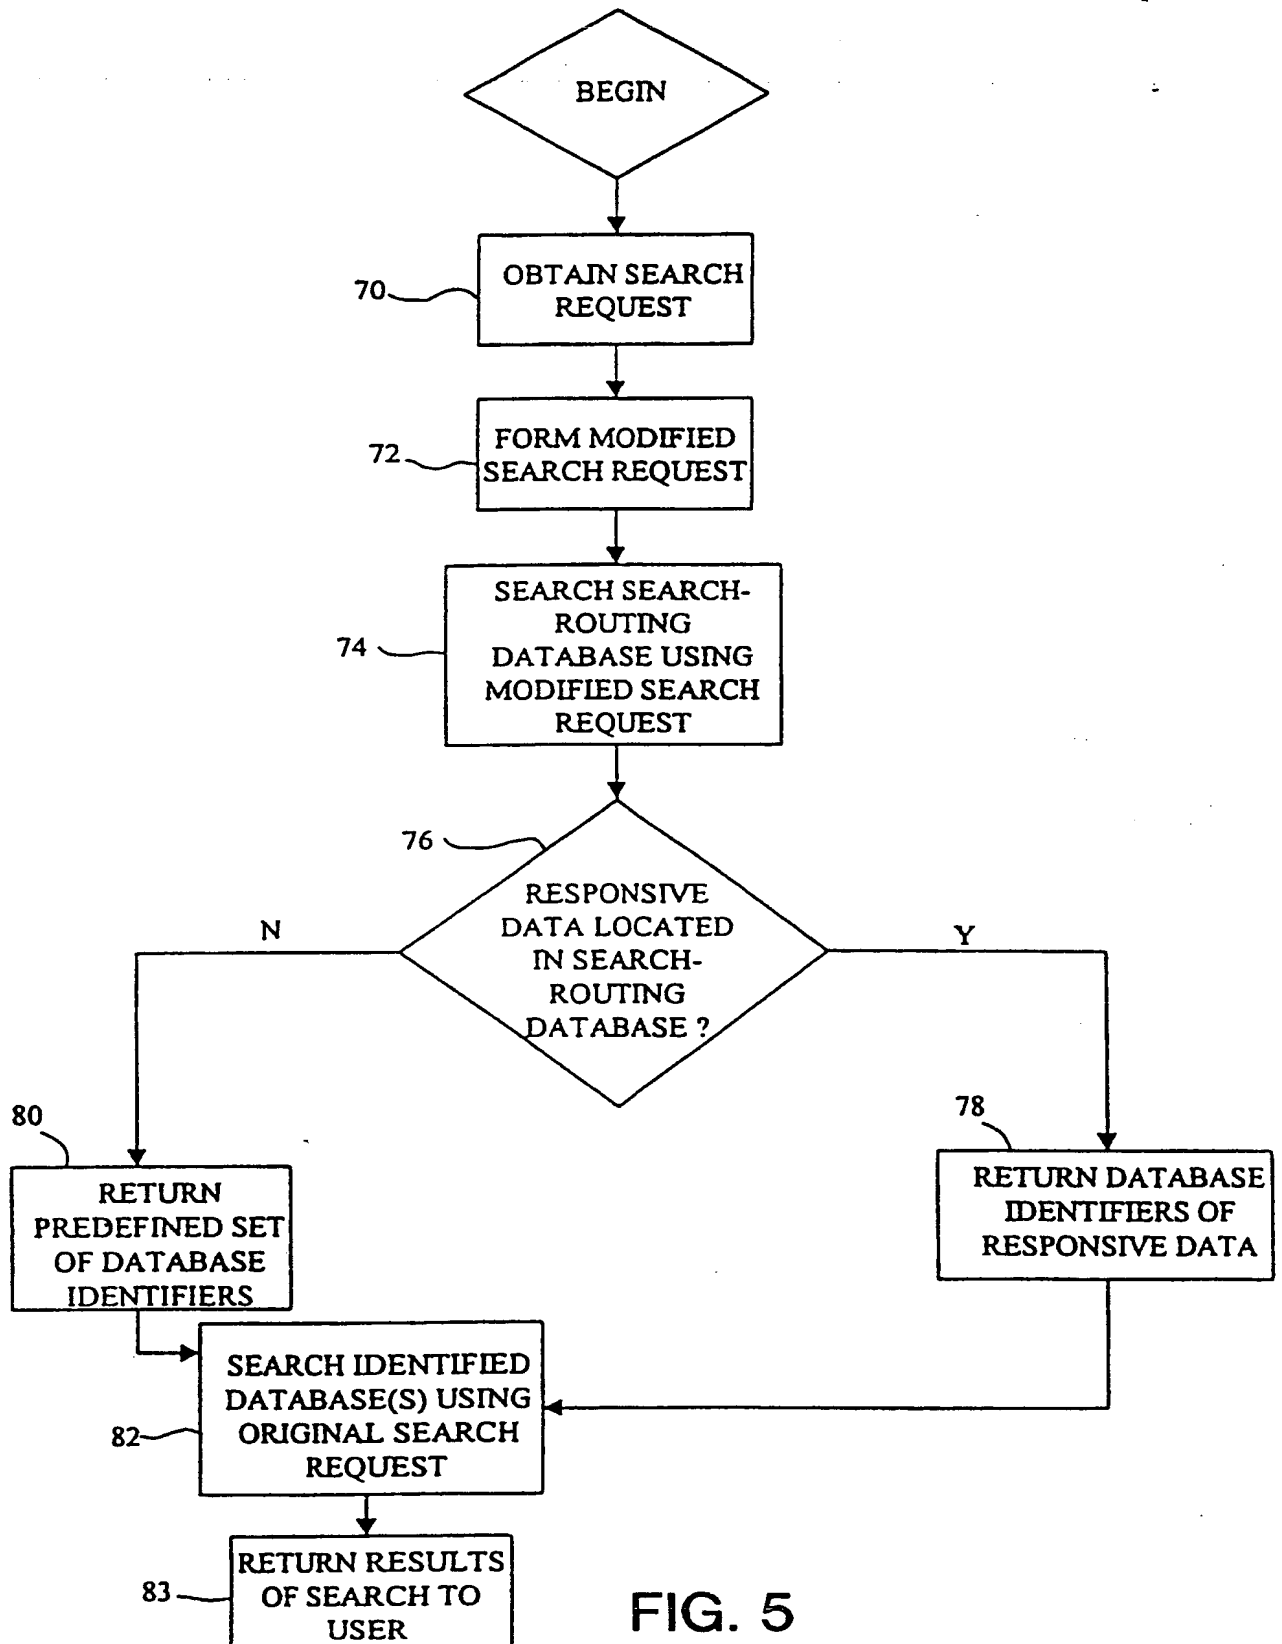 BEGIN
70
OBTAIN SEARCH
REQUEST
72
FORM MODIFIED
SEARCH REQUEST
74
SEARCH SEARCH-
ROUTING
DATABASE USING
MODIFIED SEARCH
REQUEST
76
RESPONSIVE
DATA LOCATED
IN SEARCH-
ROUTING
DATABASE ?
N
Y
80
RETURN
PREDEFINED SET
OF DATABASE
IDENTIFIERS
78
RETURN DATABASE
IDENTIFIERS OF
RESPONSIVE DATA
82
SEARCH IDENTIFIED
DATABASE(S) USING
ORIGINAL SEARCH
REQUEST
83
RETURN RESULTS
OF SEARCH TO
USER
FIG. 5